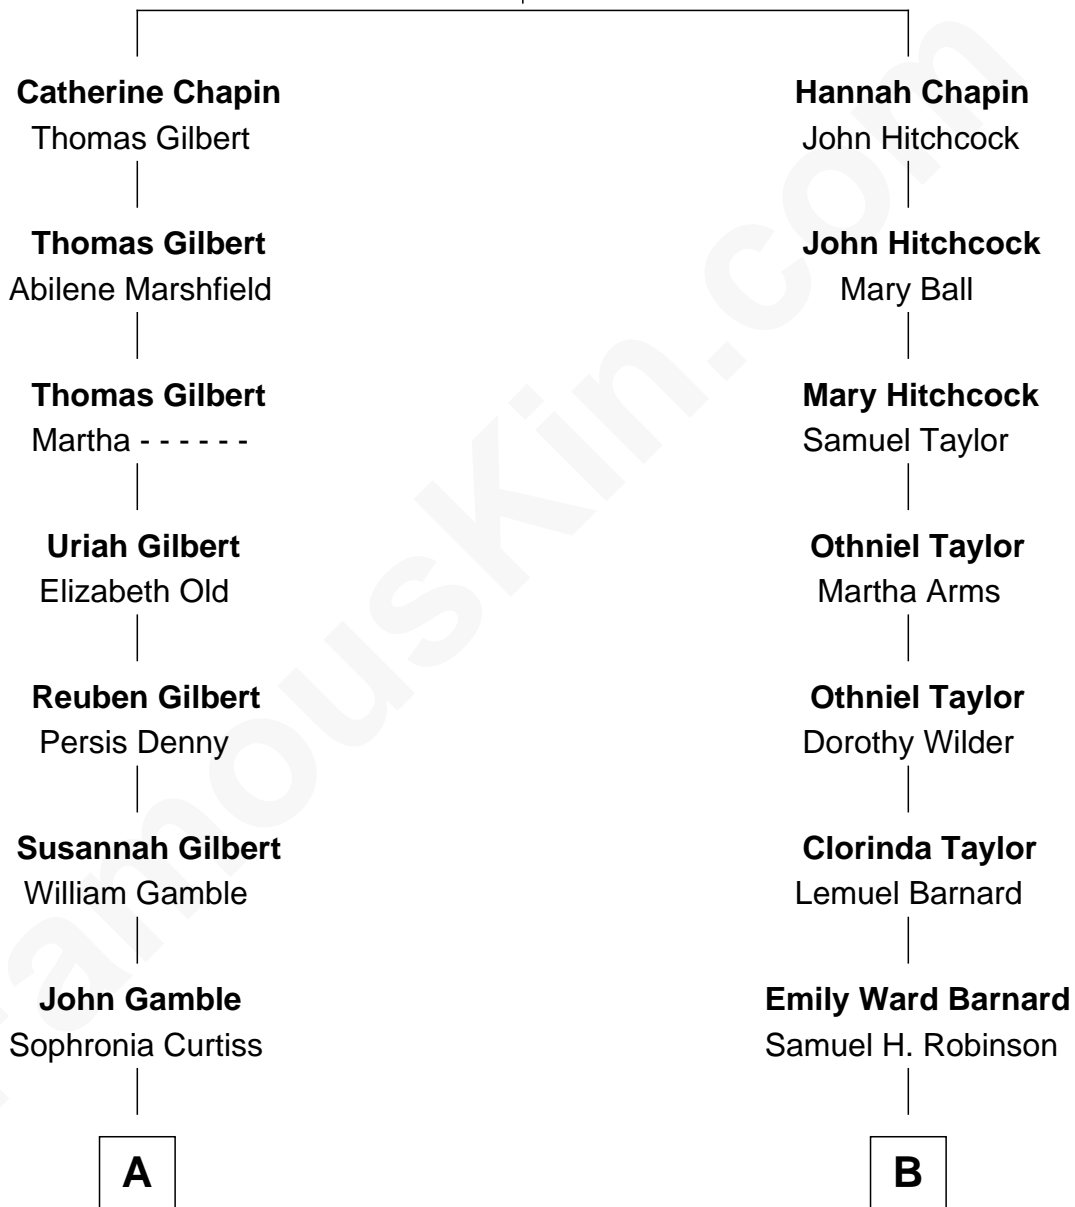 Catherine Chapin
Thomas Gilbert
Thomas Gilbert
Abilene Marshfield
Thomas Gilbert
Martha - - - - - -
Uriah Gilbert
Elizabeth Old
Reuben Gilbert
Persis Denny
Susannah Gilbert
William Gamble
John Gamble
Sophronia Curtiss
A
Hannah Chapin
John Hitchcock
John Hitchcock
Mary Ball
Mary Hitchcock
Samuel Taylor
Othniel Taylor
Martha Arms
Othniel Taylor
Dorothy Wilder
Clorinda Taylor
Lemuel Barnard
Emily Ward Barnard
Samuel H. Robinson
B
FamousKin.com